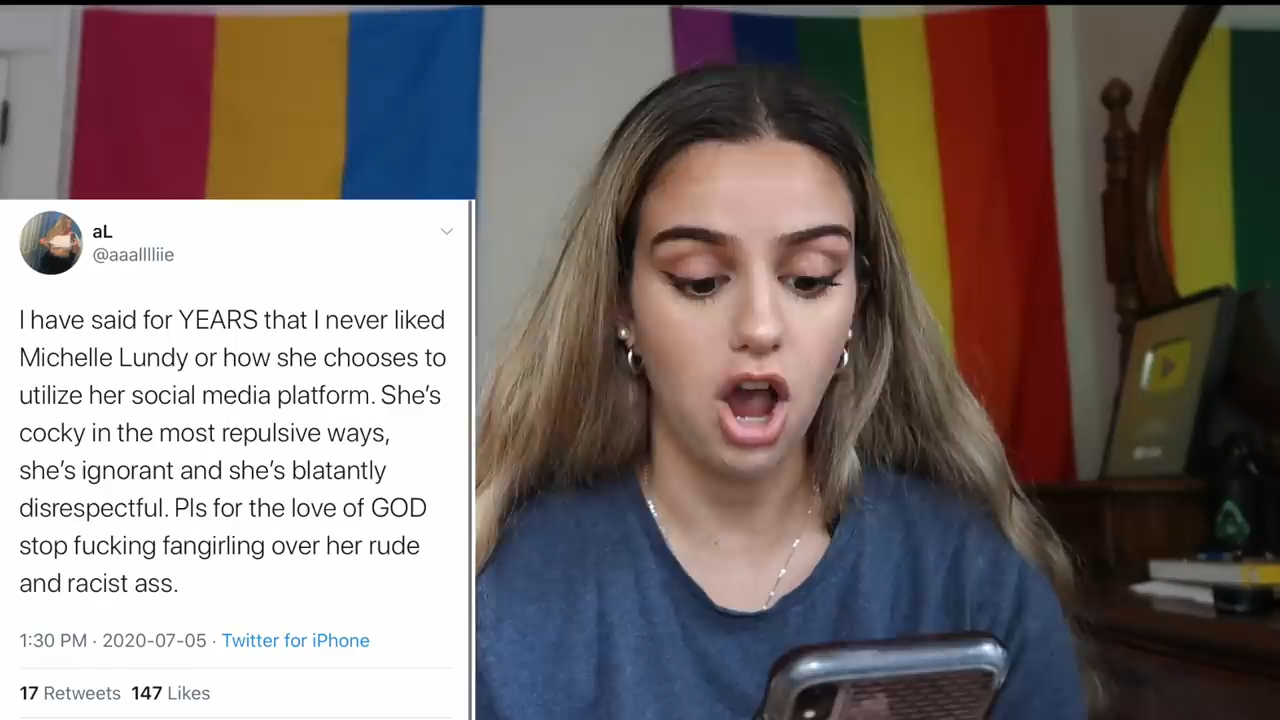 aL
@aaalllliie
I have said for YEARS that I never liked
Michelle Lundy or how she chooses to
utilize her social media platform. She's
cocky in the most repulsive ways,
she's ignorant and she's blatantly
disrespectful. Pls for the love of GOD
stop fucking fangirling over her rude
and racist ass.
1:30 PM · 2020-07-05 · Twitter for iPhone
17 Retweets 147 Likes